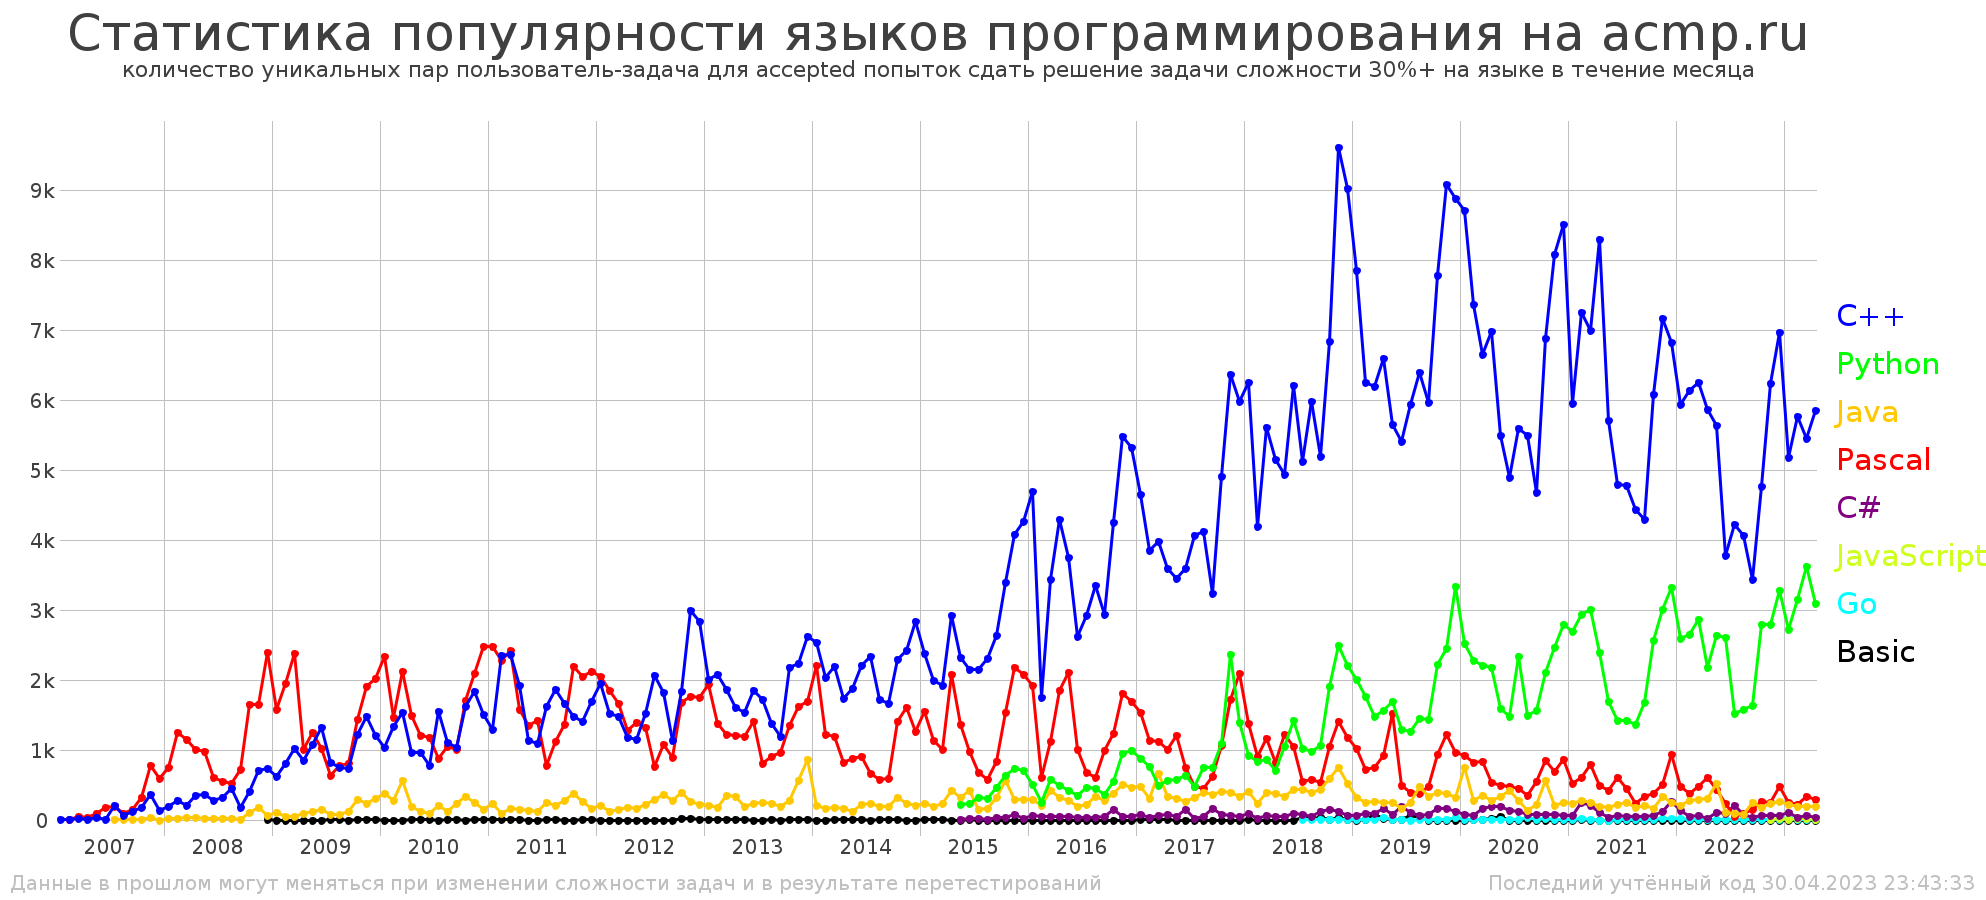 Статистика популярности языков программирования на acmp.ru
количество уникальных пар пользователь-задача для accepted попыток сдать решение задачи сложности 30%+ на языке в течение месяца
9k
8k
7k
6k
5k
4k
3k
2k
1k
0
C++
Python
Java
Pascal
C#
JavaScript
Go
Basic
2007 2008 2009 2010 2011 2012 2013 2014 2015 2016 2017 2018 2019 2020 2021 2022
Данные в прошлом могут меняться при изменении сложности задач и в результате перетестирований
Последний учтённый код 30.04.2023 23:43:33